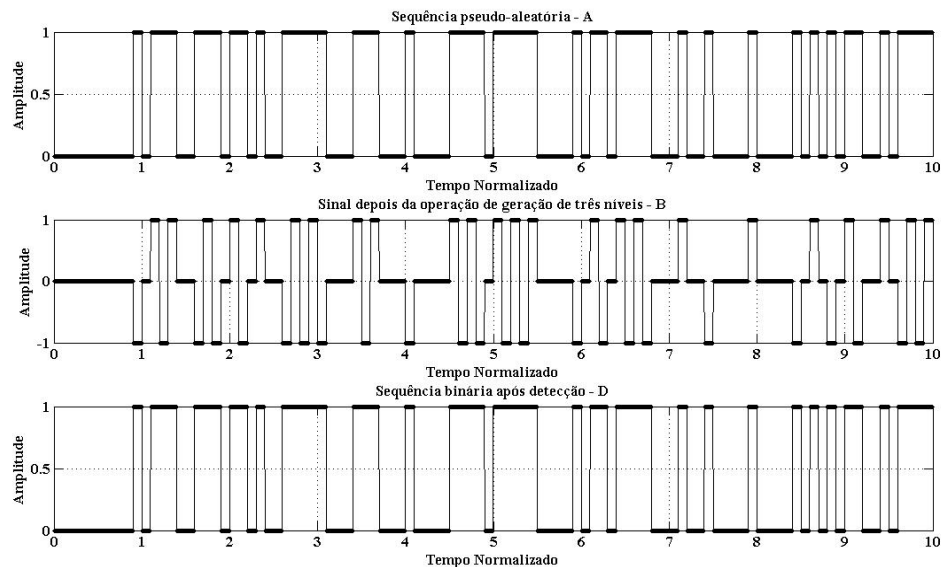 Sequência pseudo-aleatória - A
Amplitude
1
0.5
0
0 1 2 3 4 5 6 7 8 9 10
Tempo Normalizado
Sinal depois da operação de geração de três níveis - B
Amplitude
1
0
-1
0 1 2 3 4 5 6 7 8 9 10
Tempo Normalizado
Sequência binária após detecção - D
Amplitude
1
0.5
0
0 1 2 3 4 5 6 7 8 9 10
Tempo Normalizado